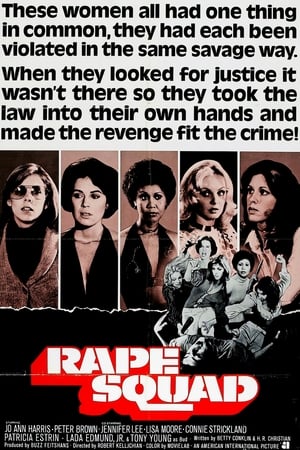 These women all had one thing
in common, they had each been
violated in the same savage way.
When they looked for justice it
wasn't there so they took the
law into their own hands and
made the revenge fit the crime!
RAPE
SQUAD
STARRING
JO ANN HARRIS • PETER BROWN • JENNIFER LEE • LISA MOORE • CONNIE STRICKLAND
PATRICIA ESTRIN • LADA EDMUND, JR. & TONY YOUNG as Bud • Written by BETTY CONKLIN & H.R. CHRISTIAN
Produced by BUZZ FEITSHANS • Directed by ROBERT KELLJCHIAN • COLOR by MOVIELAB • AN AMERICAN INTERNATIONAL PICTURE